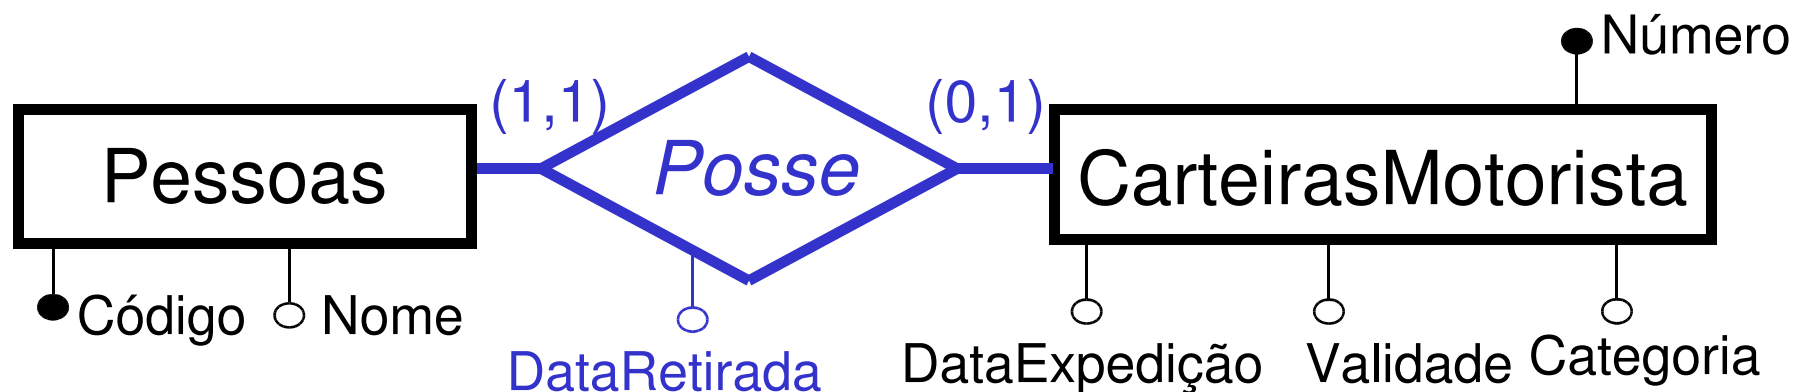 Número
(1,1)
(0,1)
Pessoas
Posse
CarteirasMotorista
Código
Nome
DataRetirada
DataExpedição
Validade
Categoria